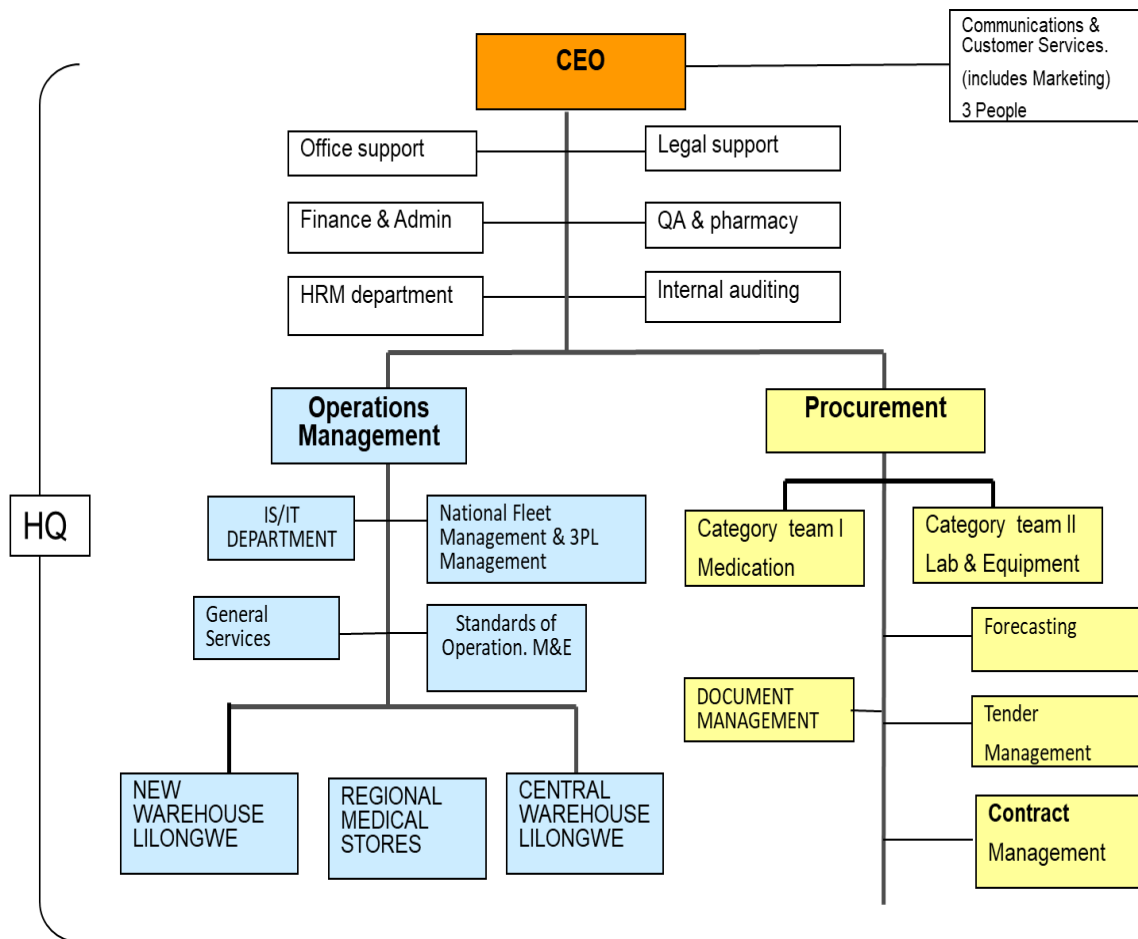 CEO
Communications &
Customer Services.
(includes Marketing)
3 People
Office support
Legal support
Finance & Admin
QA & pharmacy
HRM department
Internal auditing
HQ
Operations
Management
IS/IT
DEPARTMENT
National Fleet
Management & 3PL
Management
General
Services
Standards of
Operation. M&E
NEW
WAREHOUSE
LILONGWE
REGIONAL
MEDICAL
STORES
CENTRAL
WAREHOUSE
LILONGWE
Procurement
Category team I
Medication
Category team II
Lab & Equipment
Forecasting
DOCUMENT
MANAGEMENT
Tender
Management
Contract
Management